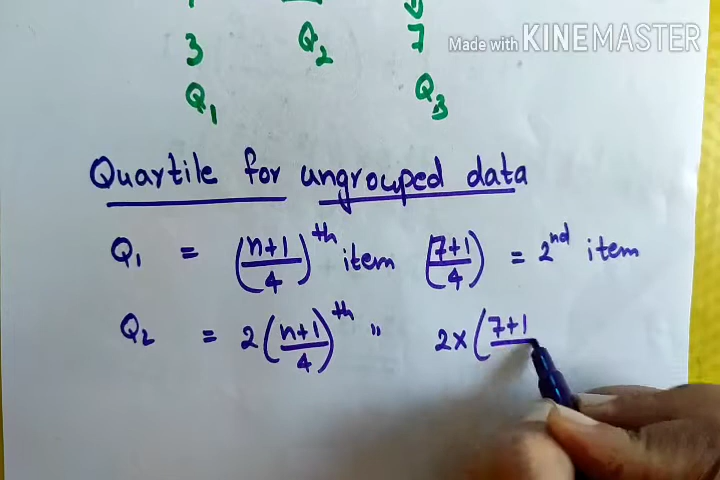 Made with KINEMASTER
3 Q2 7
Q1 Q3
Quartile for ungrouped data
Q1 = (n+1/4)th item (7+1/4) = 2nd item
Q2 = 2(n+1/4)th " 2×(7+1